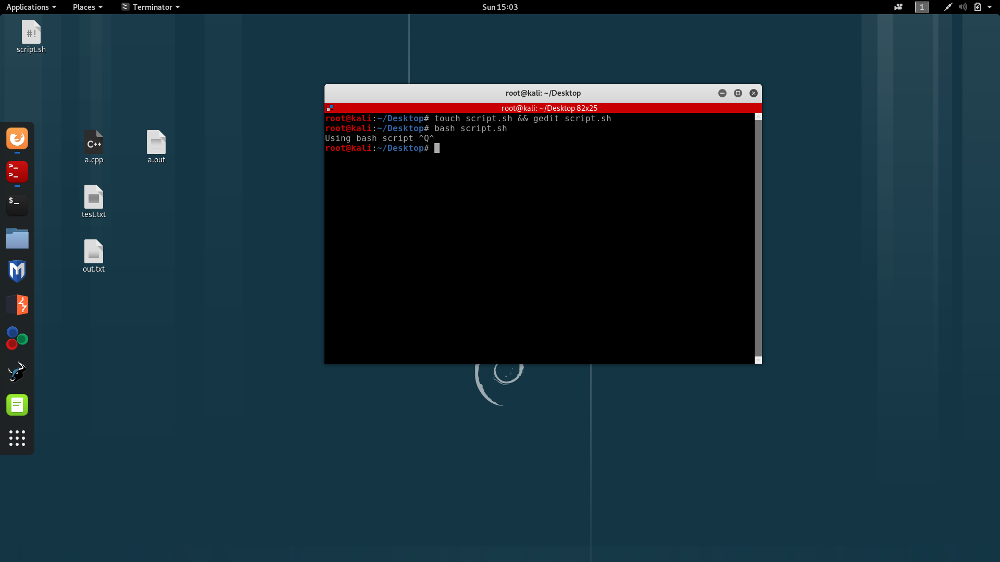 Applications Places Terminator Sun 15:03 1
#!
script.sh
root@kali: ~/Desktop
root@kali: ~/Desktop 82x25
root@kali:~/Desktop# touch script.sh && gedit script.sh
root@kali:~/Desktop# bash script.sh
Using bash script ^Q^
root@kali:~/Desktop#
C++
a.cpp a.out
>_
>_
$_
test.txt
out.txt
M